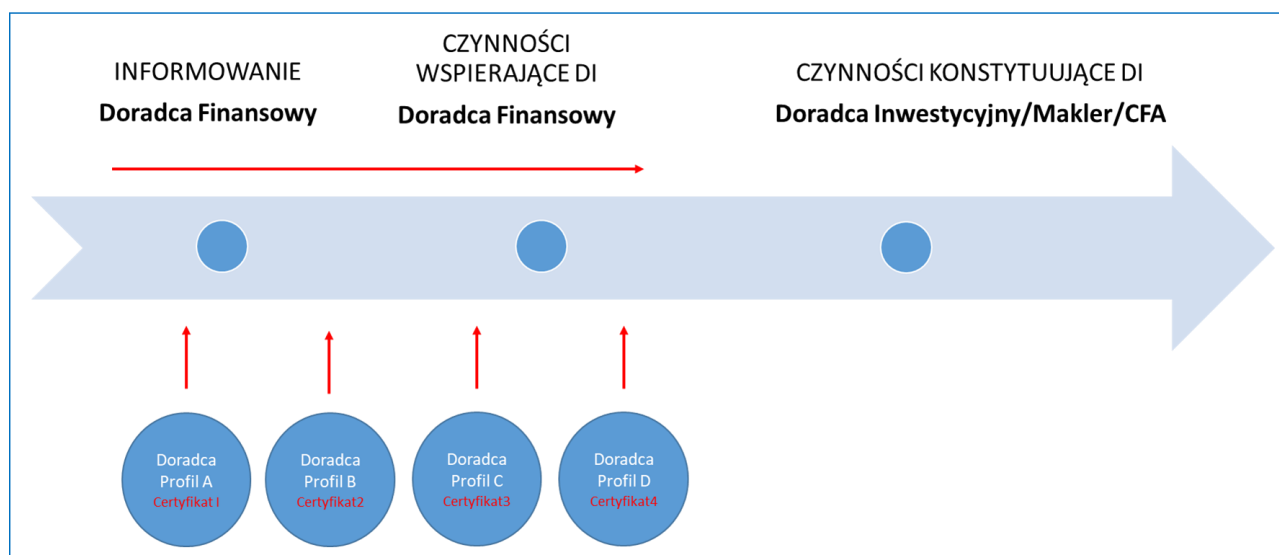 INFORMOWANIE
Doradca Finansowy
CZYNNOŚCI
WSPIERAJĄCE DI
Doradca Finansowy
CZYNNOŚCI KONSTYTUUJĄCE DI
Doradca Inwestycyjny/Makler/CFA
Doradca
Profil A
Certyfikat I
Doradca
Profil B
Certyfikat2
Doradca
Profil C
Certyfikat3
Doradca
Profil D
Certyfikat4